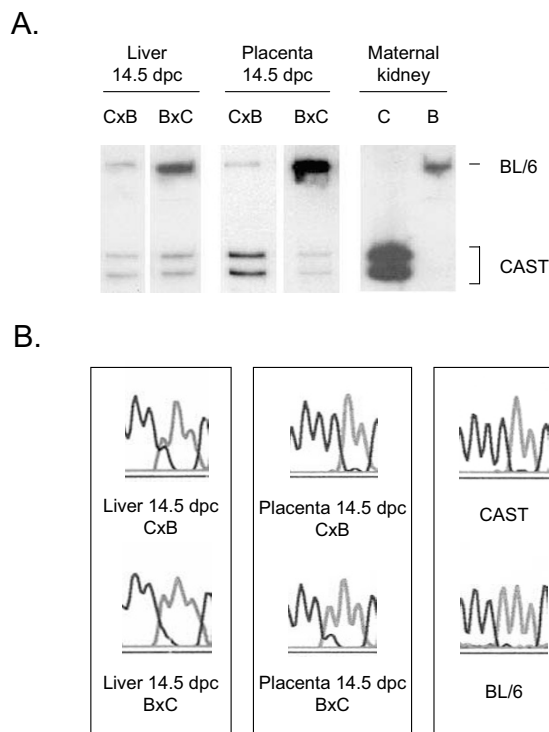 A.
Liver Placenta Maternal
14.5 dpc 14.5 dpc kidney
CxB BxC CxB BxC C B
BL/6
CAST
B.
Liver 14.5 dpc
CxB
Placenta 14.5 dpc
CxB
CAST
Liver 14.5 dpc
BxC
Placenta 14.5 dpc
BxC
BL/6